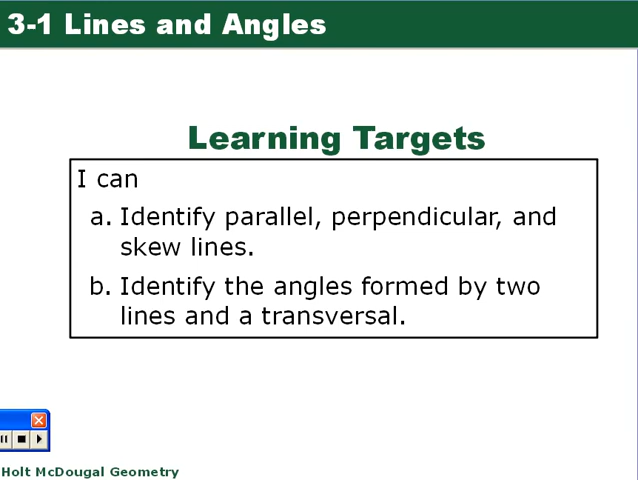 3-1 Lines and Angles
Learning Targets
I can
a. Identify parallel, perpendicular, and
skew lines.
b. Identify the angles formed by two
lines and a transversal.
Holt McDougal Geometry